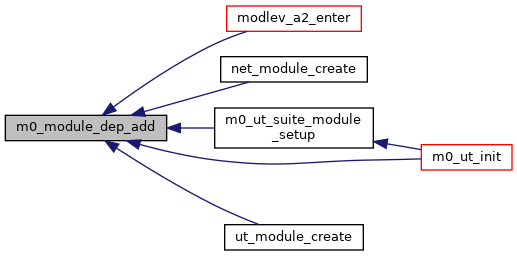 modlev_a2_enter
net_module_create
m0_module_dep_add
m0_ut_suite_module
_setup
m0_ut_init
ut_module_create